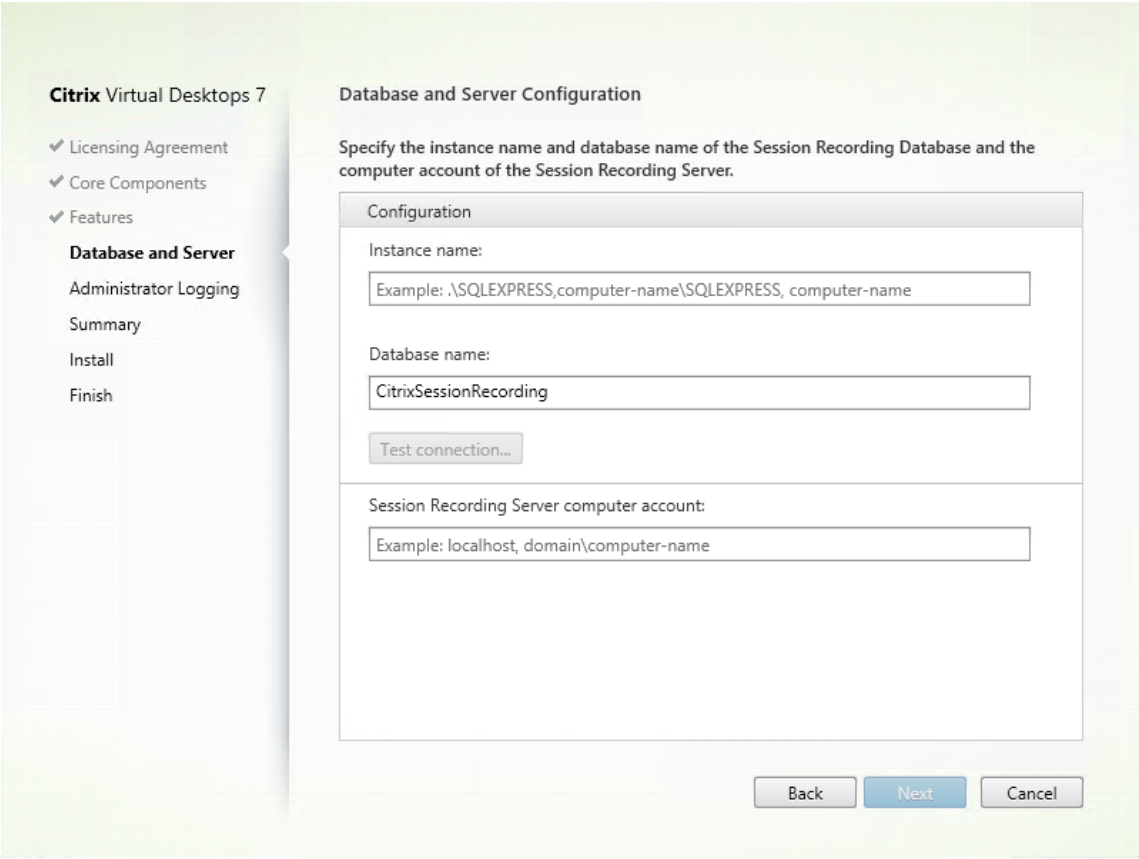 Citrix Virtual Desktops 7
Licensing Agreement
Core Components
Features
Database and Server
Administrator Logging
Summary
Install
Finish
Database and Server Configuration
Specify the instance name and database name of the Session Recording Database and the
computer account of the Session Recording Server.
Configuration
Instance name:
Example: .\SQLEXPRESS,computer-name\SQLEXPRESS, computer-name
Database name:
CitrixSessionRecording
Test connection...
Session Recording Server computer account:
Example: localhost, domain\computer-name
Back
Next
Cancel